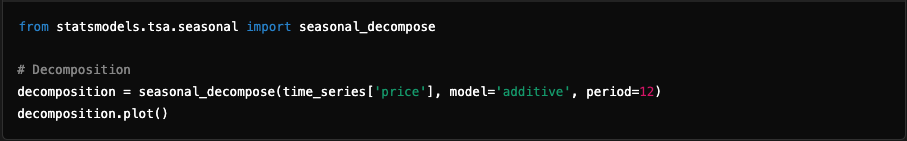 from statsmodels.tsa.seasonal import seasonal_decompose
# Decomposition
decomposition = seasonal_decompose(time_series['price'], model='additive', period=12)
decomposition.plot()